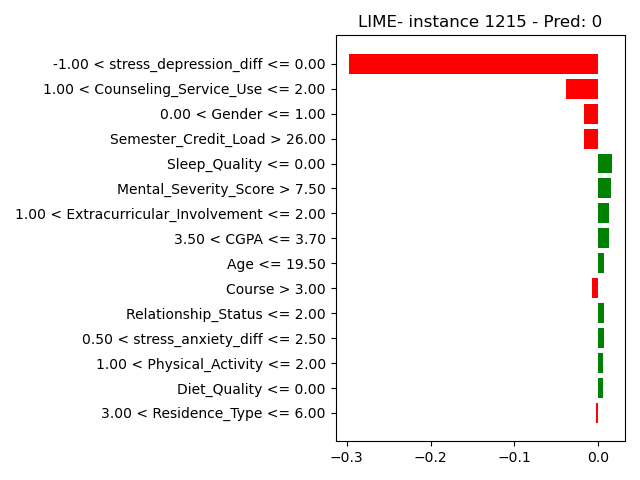 LIME- instance 1215 - Pred: 0
-1.00 < stress_depression_diff <= 0.00
1.00 < Counseling_Service_Use <= 2.00
0.00 < Gender <= 1.00
Semester_Credit_Load > 26.00
Sleep_Quality <= 0.00
Mental_Severity_Score > 7.50
1.00 < Extracurricular_Involvement <= 2.00
3.50 < CGPA <= 3.70
Age <= 19.50
Course > 3.00
Relationship_Status <= 2.00
0.50 < stress_anxiety_diff <= 2.50
1.00 < Physical_Activity <= 2.00
Diet_Quality <= 0.00
3.00 < Residence_Type <= 6.00
−0.3 −0.2 −0.1 0.0